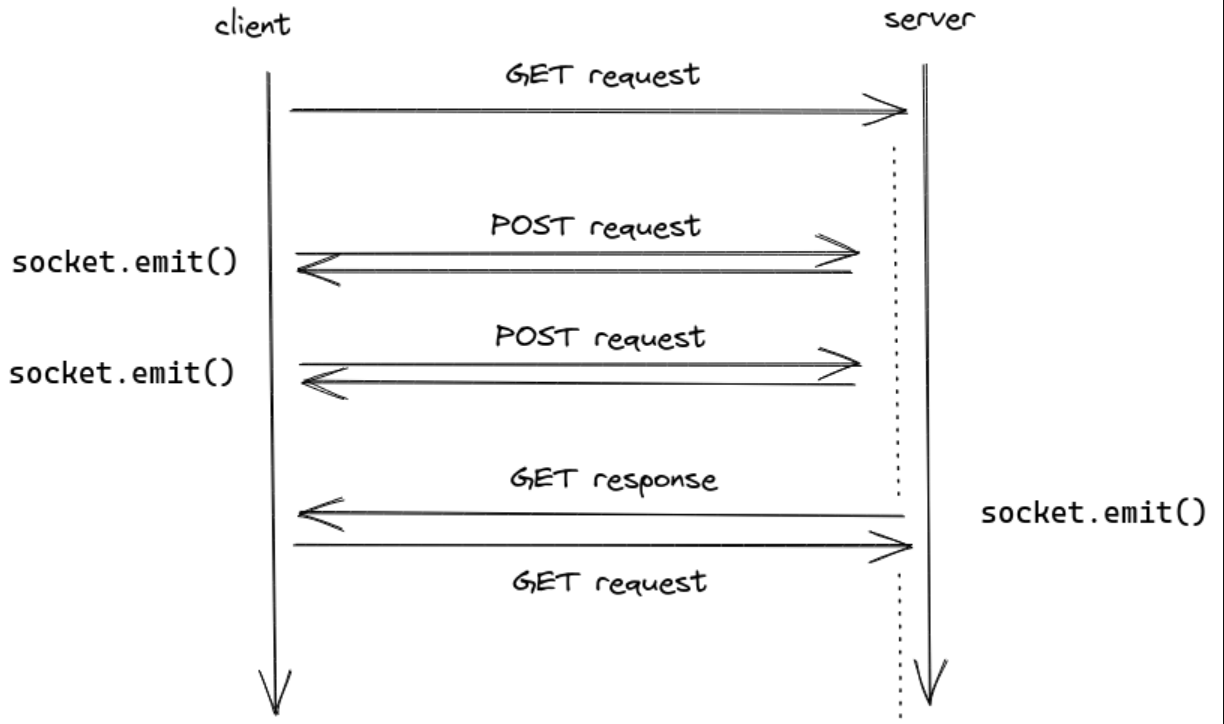 client
server
GET request
POST request
socket.emit()
POST request
socket.emit()
GET response
socket.emit()
GET request